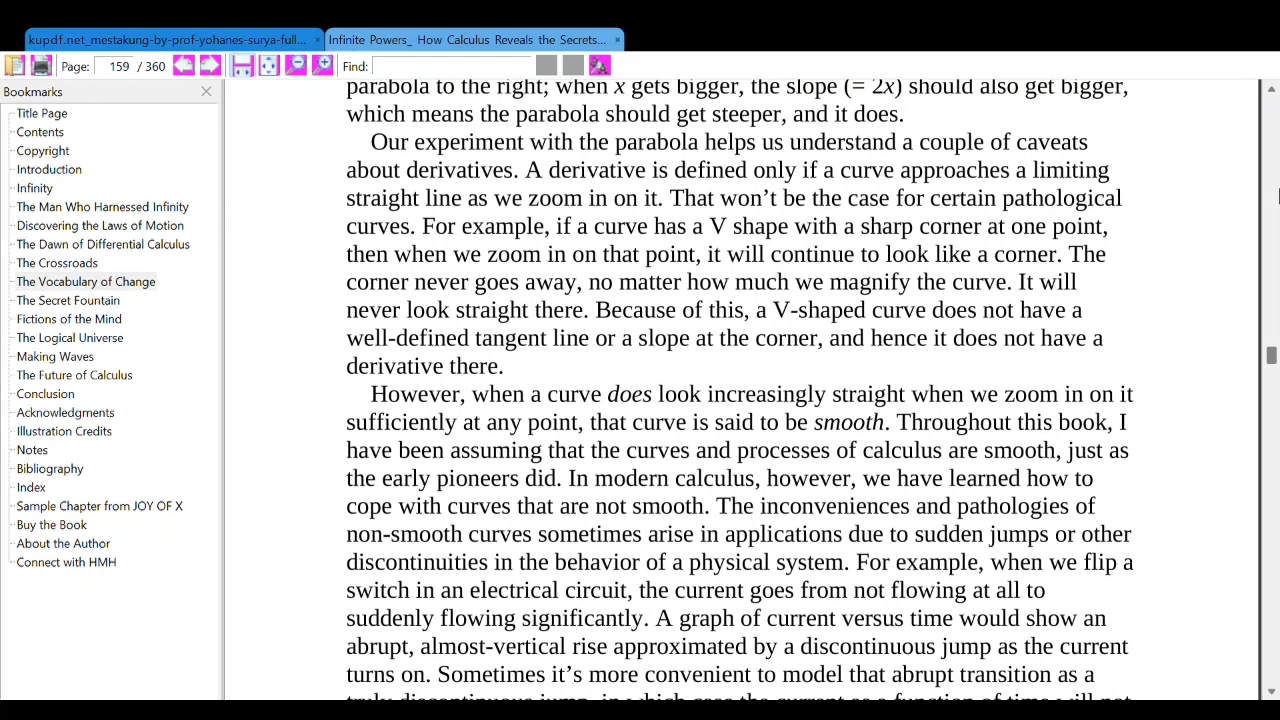 kupdf.net_mestakung-by-prof-yohanes-surya-full... × Infinite Powers_ How Calculus Reveals the Secrets... ×
Page: 159 / 360 Find:
Bookmarks
Title Page
Contents
Copyright
Introduction
Infinity
The Man Who Harnessed Infinity
Discovering the Laws of Motion
The Dawn of Differential Calculus
The Crossroads
The Vocabulary of Change
The Secret Fountain
Fictions of the Mind
The Logical Universe
Making Waves
The Future of Calculus
Conclusion
Acknowledgments
Illustration Credits
Notes
Bibliography
Index
Sample Chapter from JOY OF X
Buy the Book
About the Author
Connect with HMH
parabola to the right; when x gets bigger, the slope (= 2x) should also get bigger,
which means the parabola should get steeper, and it does.
Our experiment with the parabola helps us understand a couple of caveats
about derivatives. A derivative is defined only if a curve approaches a limiting
straight line as we zoom in on it. That won’t be the case for certain pathological
curves. For example, if a curve has a V shape with a sharp corner at one point,
then when we zoom in on that point, it will continue to look like a corner. The
corner never goes away, no matter how much we magnify the curve. It will
never look straight there. Because of this, a V-shaped curve does not have a
well-defined tangent line or a slope at the corner, and hence it does not have a
derivative there.
However, when a curve does look increasingly straight when we zoom in on it
sufficiently at any point, that curve is said to be smooth. Throughout this book, I
have been assuming that the curves and processes of calculus are smooth, just as
the early pioneers did. In modern calculus, however, we have learned how to
cope with curves that are not smooth. The inconveniences and pathologies of
non-smooth curves sometimes arise in applications due to sudden jumps or other
discontinuities in the behavior of a physical system. For example, when we flip a
switch in an electrical circuit, the current goes from not flowing at all to
suddenly flowing significantly. A graph of current versus time would show an
abrupt, almost-vertical rise approximated by a discontinuous jump as the current
turns on. Sometimes it’s more convenient to model that abrupt transition as a
truly discontinuous jump, in which case the current as a function of time will not